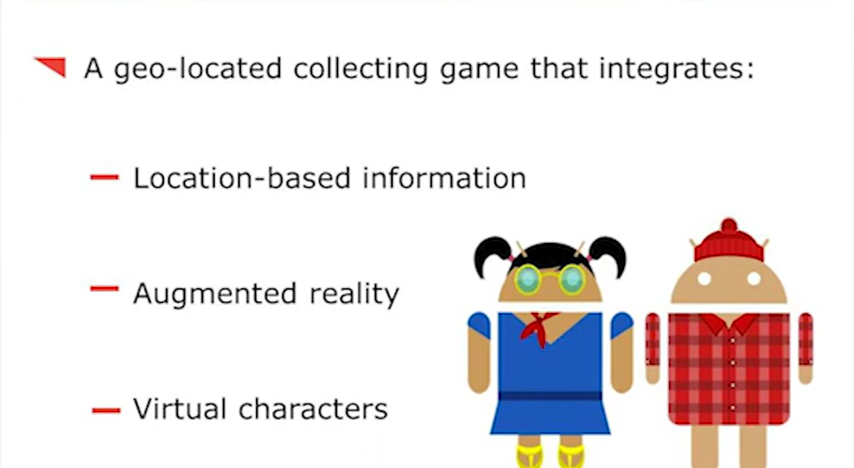 A geo-located collecting game that integrates:
Location-based information
Augmented reality
Virtual characters